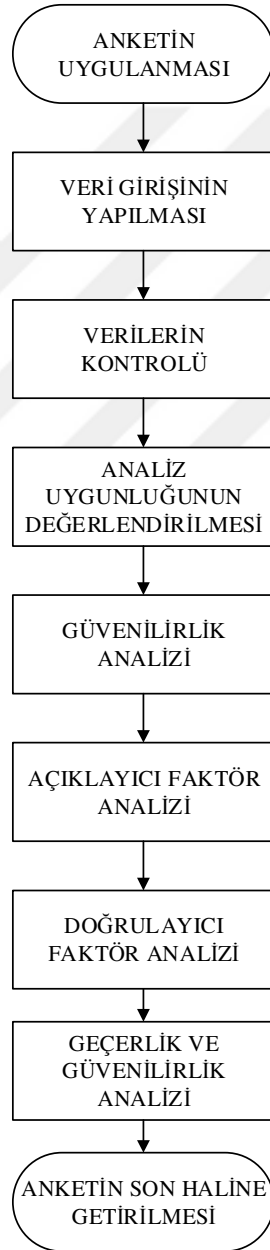 ANKETİN
UYGULANMASI
VERİ GİRİŞİNİN
YAPILMASI
VERİLERİN
KONTROLÜ
ANALİZ
UYGUNLUĞUNUN
DEĞERLENDİRİLMESİ
GÜVENİLİRLİK
ANALİZİ
AÇIKLAYICI FAKTÖR
ANALİZİ
DOĞRULAYICI
FAKTÖR ANALİZİ
GEÇERLİK VE
GÜVENİLİRLİK
ANALİZİ
ANKETİN SON HALİNE
GETİRİLMESİ